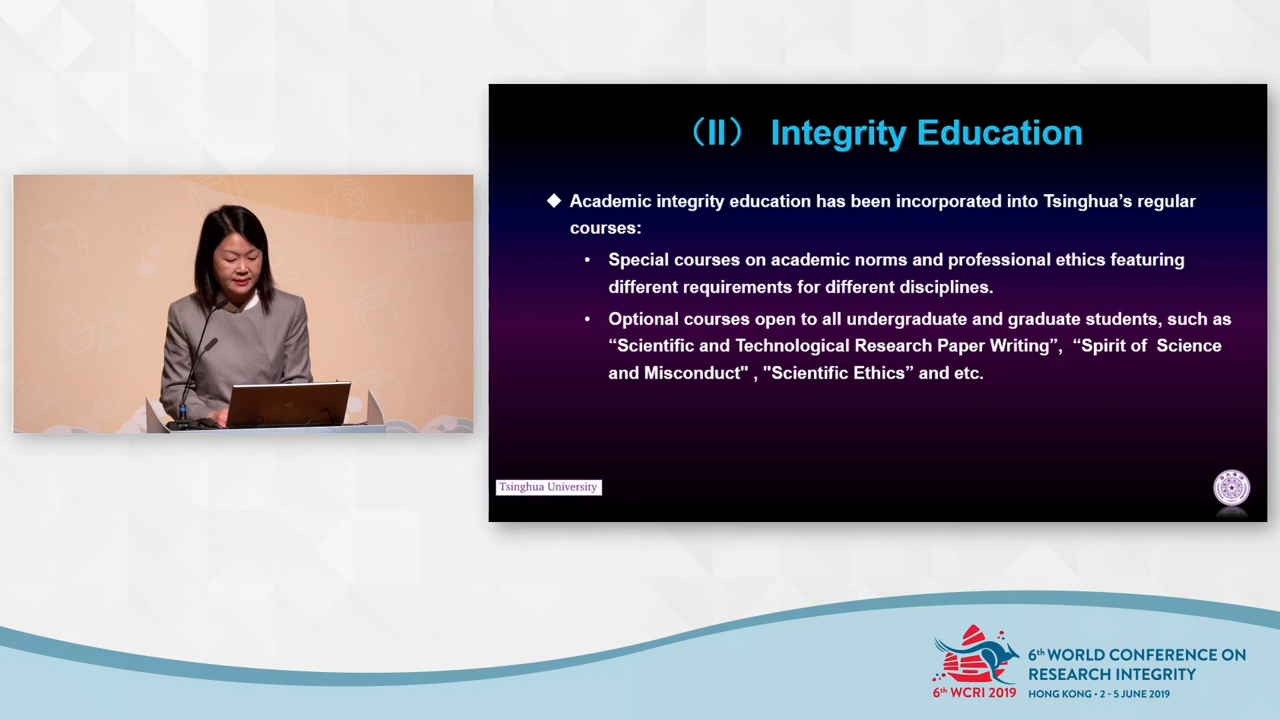 （II） Integrity Education
◆ Academic integrity education has been incorporated into Tsinghua’s regular
courses:
• Special courses on academic norms and professional ethics featuring
different requirements for different disciplines.
• Optional courses open to all undergraduate and graduate students, such as
“Scientific and Technological Research Paper Writing”, “Spirit of Science
and Misconduct" , "Scientific Ethics” and etc.
Tsinghua University
6th WCRI 2019
6th WORLD CONFERENCE ON
RESEARCH INTEGRITY
HONG KONG • 2 - 5 JUNE 2019